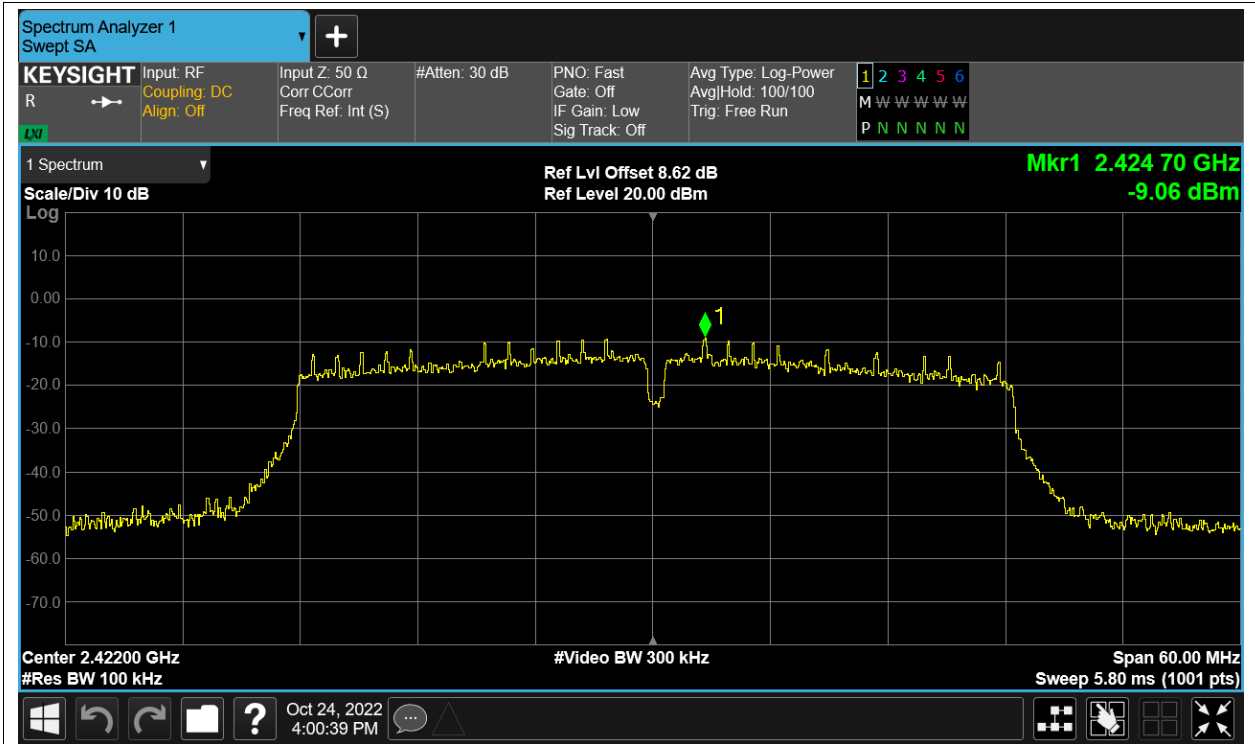 Spectrum Analyzer 1
Swept SA
+
KEYSIGHT
R
LXI
Input: RF
Coupling: DC
Align: Off
Input Z: 50 Ω
Corr CCorr
Freq Ref: Int (S)
#Atten: 30 dB
PNO: Fast
Gate: Off
IF Gain: Low
Sig Track: Off
Avg Type: Log-Power
Avg|Hold: 100/100
Trig: Free Run
1 2 3 4 5 6
M W W W W W
P N N N N N
1 Spectrum
Scale/Div 10 dB
Log
Ref Lvl Offset 8.62 dB
Ref Level 20.00 dBm
Mkr1 2.424 70 GHz
-9.06 dBm
10.0
0.00
-10.0
-20.0
-30.0
-40.0
-50.0
-60.0
-70.0
1
Center 2.42200 GHz
#Res BW 100 kHz
#Video BW 300 kHz
Span 60.00 MHz
Sweep 5.80 ms (1001 pts)
?
Oct 24, 2022
4:00:39 PM